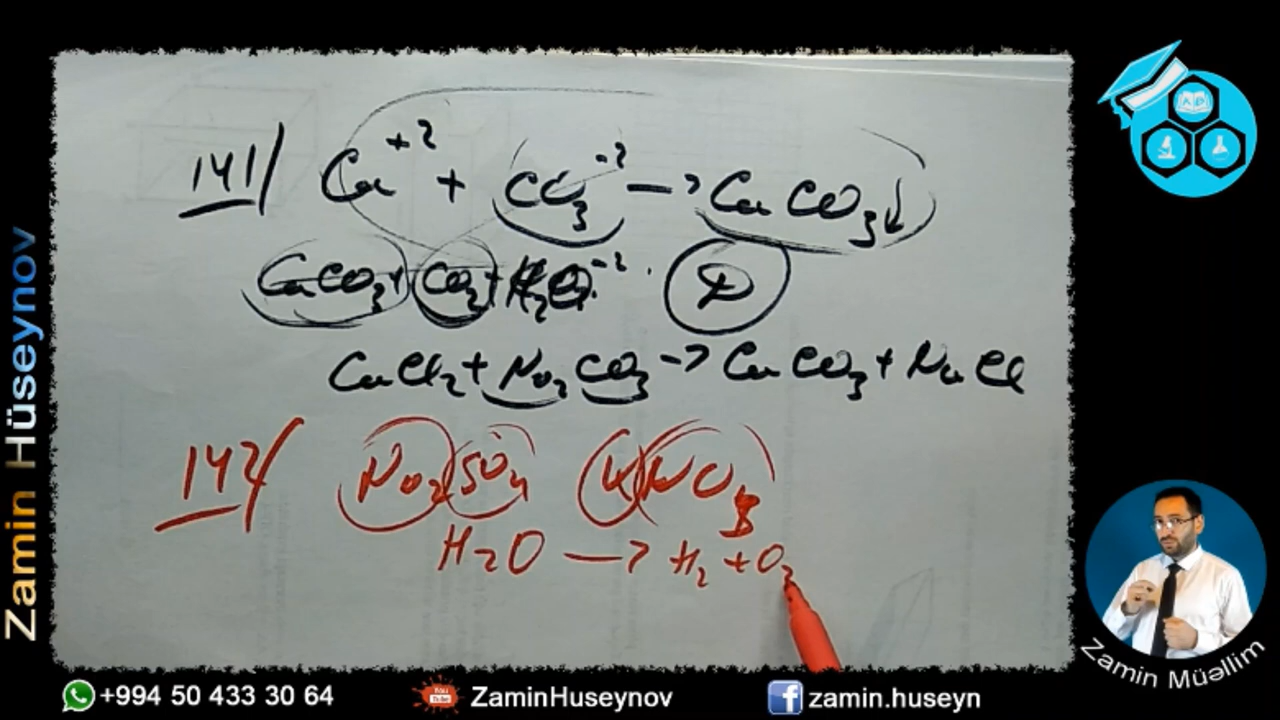 Zamin Hüseynov
141/ Ca+2 + CO3-2 → CaCO3↓
CaCO3 + CO2 + H2O -2 . D
CaCl2 + Na2CO3 → CaCO3 + NaCl
142/ Na2SO4 KNO3
H2O → H2 + O2
Zamin Müəllim
+994 50 433 30 64 ZaminHuseynov zamin.huseyn